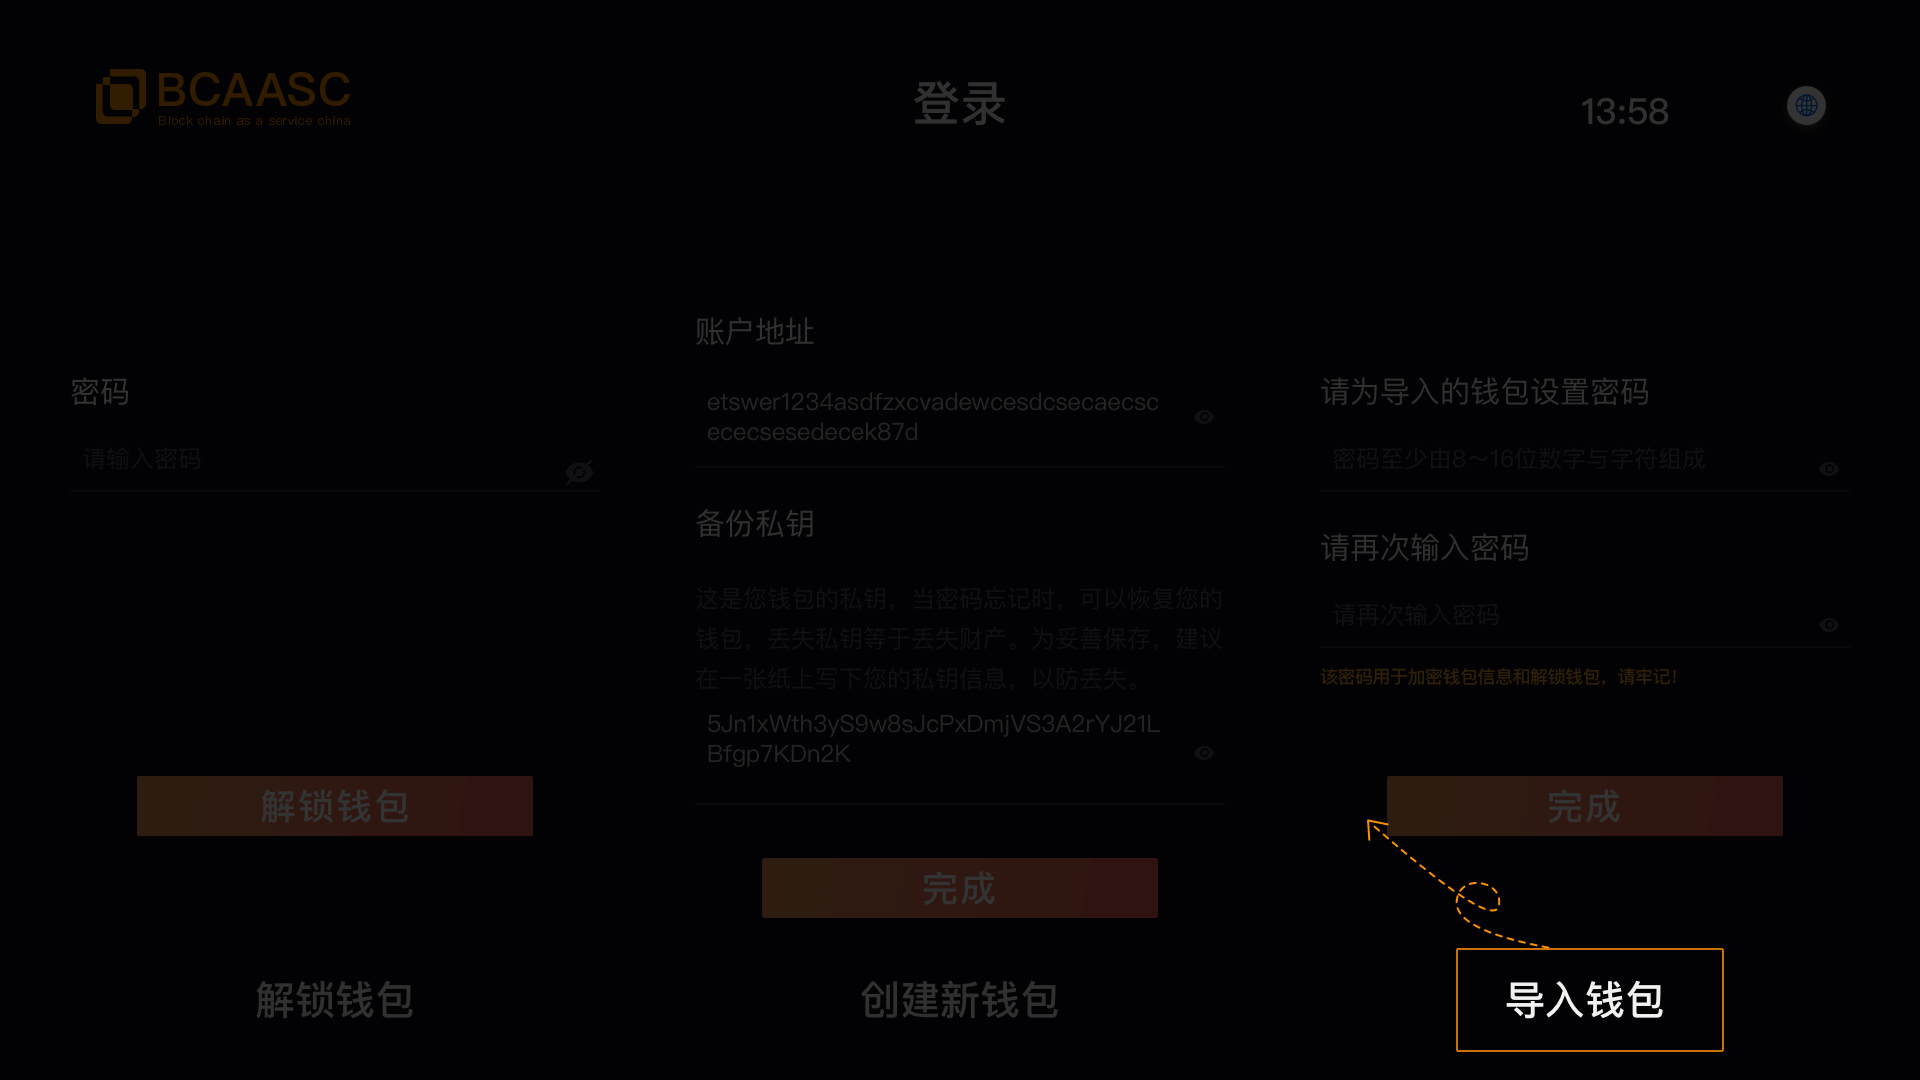 BCAASC
Block chain as a service china
登录
13:58
密码
请输入密码
解锁钱包
解锁钱包
账户地址
etswer1234asdfzxcvadewcesdcsecaecsc
ececsesedecek87d
备份私钥
这是您钱包的私钥，当密码忘记时，可以恢复您的
钱包，丢失私钥等于丢失财产。为妥善保存，建议
在一张纸上写下您的私钥信息，以防丢失。
5Jn1xWth3yS9w8sJcPxDmjVS3A2rYJ21L
Bfgp7KDn2K
完成
创建新钱包
请为导入的钱包设置密码
密码至少由8～16位数字与字符组成
请再次输入密码
请再次输入密码
该密码用于加密钱包信息和解锁钱包，请牢记！
完成
导入钱包